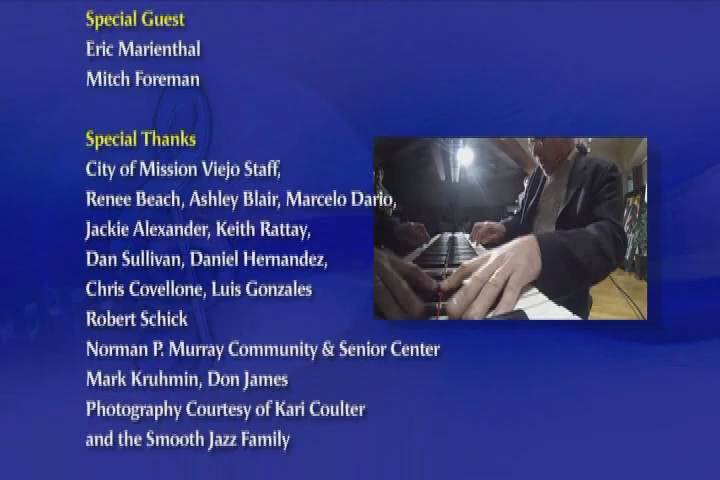 Special Guest
Eric Marienthal
Mitch Foreman
Special Thanks
City of Mission Viejo Staff,
Renee Beach, Ashley Blair, Marcelo Dario,
Jackie Alexander, Keith Rattay,
Dan Sullivan, Daniel Hernandez,
Chris Covellone, Luis Gonzales
Robert Schick
Norman P. Murray Community & Senior Center
Mark Kruhmin, Don James
Photography Courtesy of Kari Coulter
and the Smooth Jazz Family